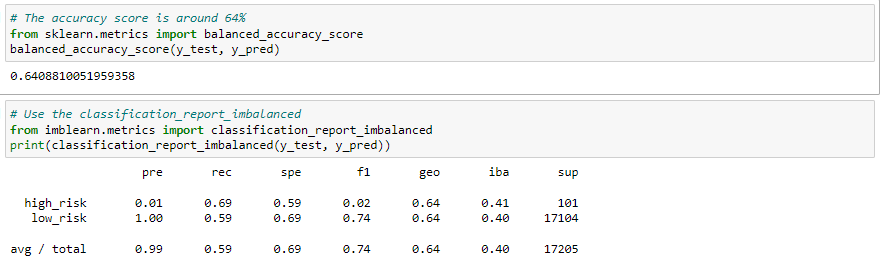 # The accuracy score is around 64%
from sklearn.metrics import balanced_accuracy_score
balanced_accuracy_score(y_test, y_pred)
0.6408810051959358
# Use the classification_report_imbalanced
from imblearn.metrics import classification_report_imbalanced
print(classification_report_imbalanced(y_test, y_pred))
pre rec spe f1 geo iba sup
high_risk 0.01 0.69 0.59 0.02 0.64 0.41 101
low_risk 1.00 0.59 0.69 0.74 0.64 0.40 17104
avg / total 0.99 0.59 0.69 0.74 0.64 0.40 17205